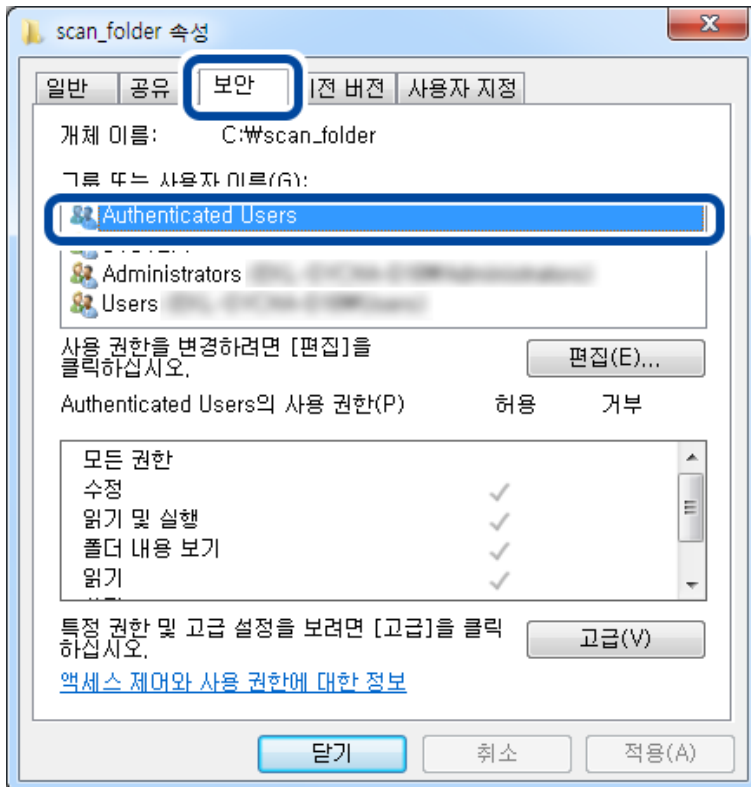 scan_folder 속성
일반 공유 보안 이전 버전 사용자 지정
개체 이름: C:\scan_folder
그룹 또는 사용자 이름(G):
Authenticated Users
Administrators
Users
사용 권한을 변경하려면 [편집]을
클릭하십시오.
편집(E)...
Authenticated Users의 사용 권한(P) 허용 거부
모든 권한
수정
읽기 및 실행
폴더 내용 보기
읽기
특정 권한 및 고급 설정을 보려면 [고급]을 클릭
하십시오.
고급(V)
액세스 제어와 사용 권한에 대한 정보
닫기 취소 적용(A)